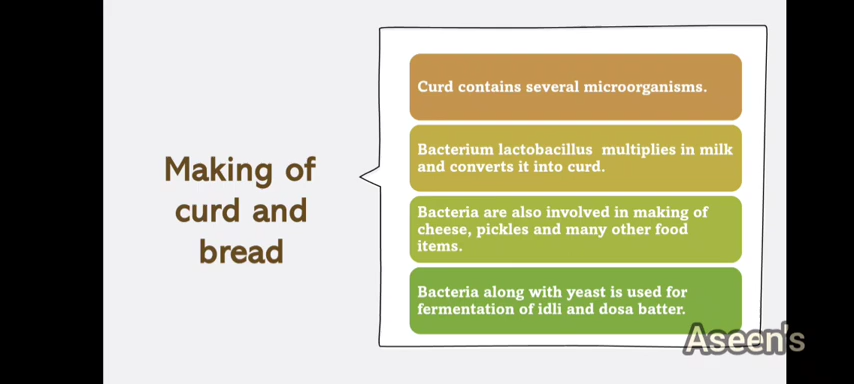 Making of
curd and
bread
Curd contains several microorganisms.
Bacterium lactobacillus multiplies in milk
and converts it into curd.
Bacteria are also involved in making of
cheese, pickles and many other food
items.
Bacteria along with yeast is used for
fermentation of idli and dosa batter.
Aseen's